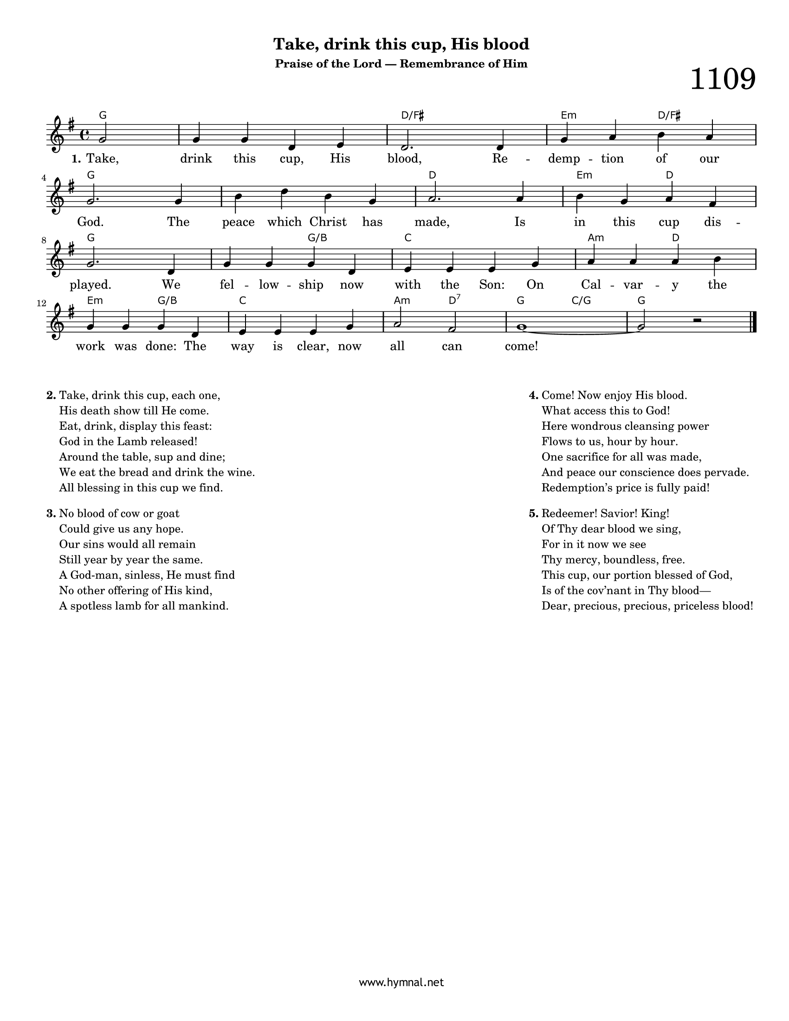 Take, drink this cup, His blood
Praise of the Lord — Remembrance of Him
1109
G D/F♯ Em D/F♯
1. Take, drink this cup, His blood, Re - demp - tion of our
4
G D Em D
God. The peace which Christ has made, Is in this cup dis -
8
G G/B C Am D
played. We fel - low - ship now with the Son: On Cal - var - y the
12
Em G/B C Am D7 G C/G G
work was done: The way is clear, now all can come!
2. Take, drink this cup, each one,
His death show till He come.
Eat, drink, display this feast:
God in the Lamb released!
Around the table, sup and dine;
We eat the bread and drink the wine.
All blessing in this cup we find.
3. No blood of cow or goat
Could give us any hope.
Our sins would all remain
Still year by year the same.
A God-man, sinless, He must find
No other offering of His kind,
A spotless lamb for all mankind.
4. Come! Now enjoy His blood.
What access this to God!
Here wondrous cleansing power
Flows to us, hour by hour.
One sacrifice for all was made,
And peace our conscience does pervade.
Redemption's price is fully paid!
5. Redeemer! Savior! King!
Of Thy dear blood we sing,
For in it now we see
Thy mercy, boundless, free.
This cup, our portion blessed of God,
Is of the cov'nant in Thy blood—
Dear, precious, precious, priceless blood!
www.hymnal.net